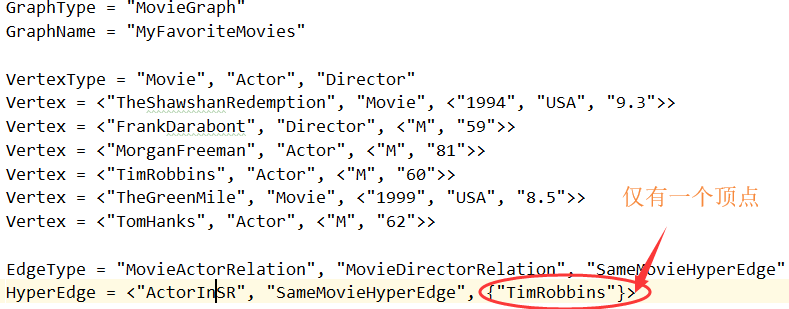 GraphType = "MovieGraph"
GraphName = "MyFavoriteMovies"
VertexType = "Movie", "Actor", "Director"
Vertex = <"TheShawshanRedemption", "Movie", <"1994", "USA", "9.3">>
Vertex = <"FrankDarabont", "Director", <"M", "59">>
Vertex = <"MorganFreeman", "Actor", <"M", "81">>
Vertex = <"TimRobbins", "Actor", <"M", "60">>
Vertex = <"TheGreenMile", "Movie", <"1999", "USA", "8.5">>
Vertex = <"TomHanks", "Actor", <"M", "62">>
仅有一个顶点
EdgeType = "MovieActorRelation", "MovieDirectorRelation", "SameMovieHyperEdge"
HyperEdge = <"ActorInSR", "SameMovieHyperEdge", {"TimRobbins"}>